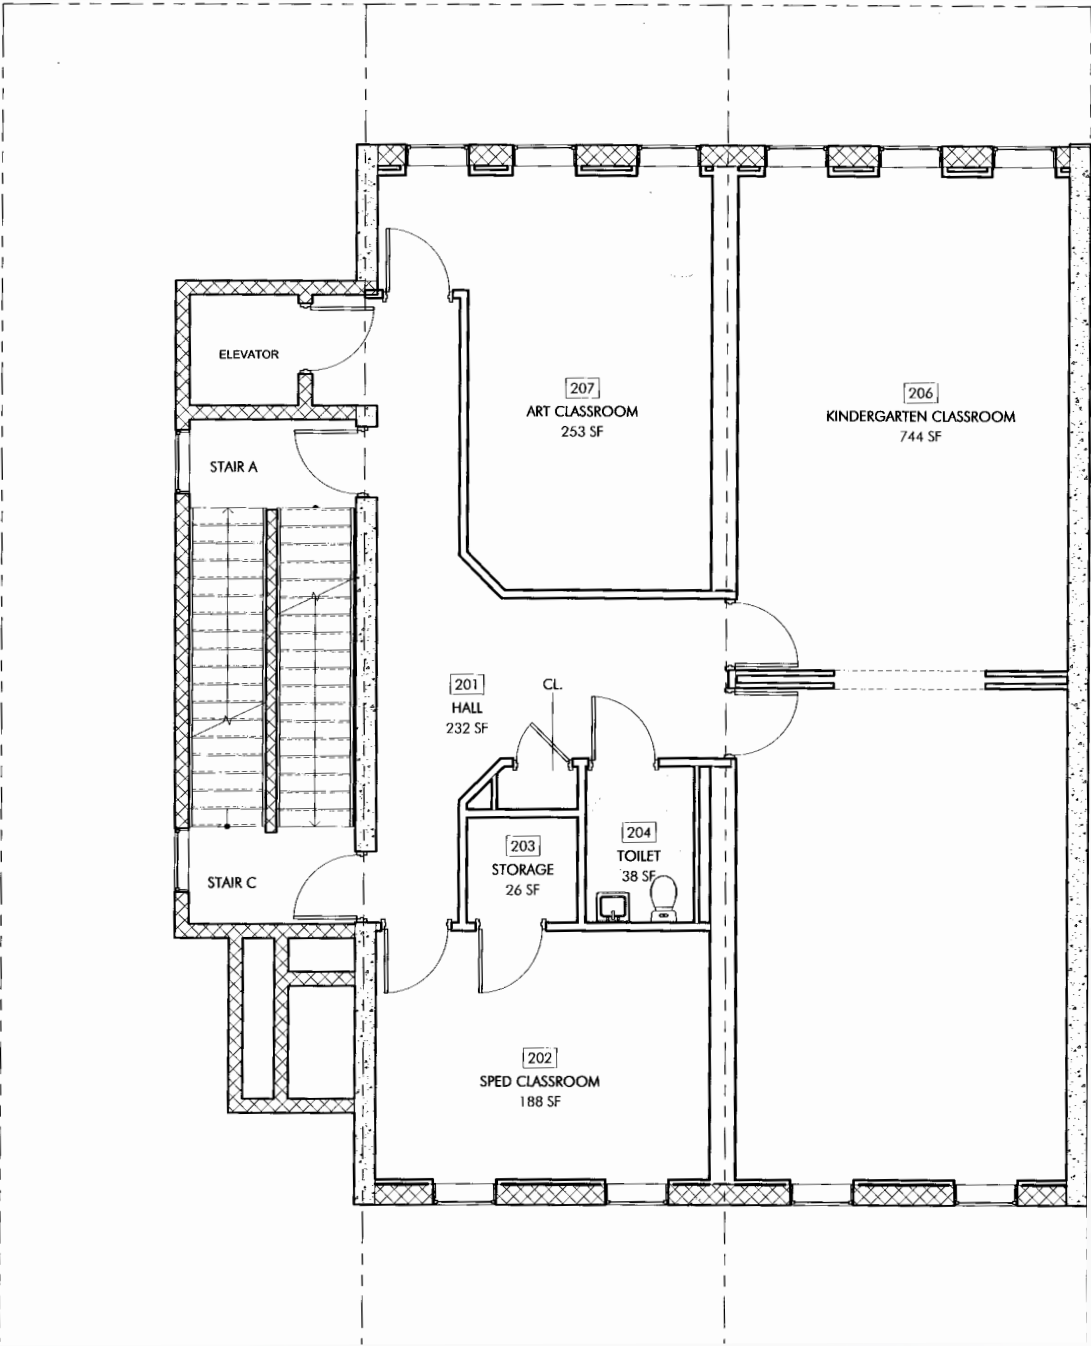 ELEVATOR
207
ART CLASSROOM
253 SF
206
KINDERGARTEN CLASSROOM
744 SF
STAIR A
201
HALL
232 SF
CL.
203
STORAGE
26 SF
204
TOILET
38 SF
STAIR C
202
SPED CLASSROOM
188 SF